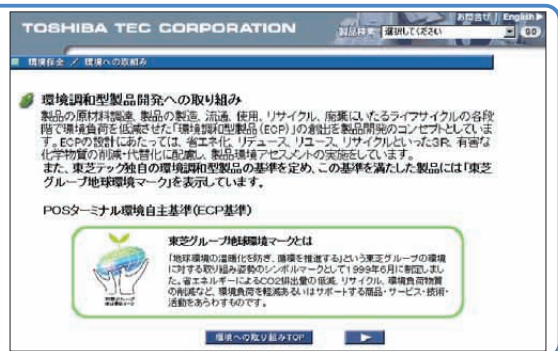 TOSHIBA TEC CORPORATION
お問合せ | English ▶
製品検索 選択してください GO
環境保全 / 環境への取組み
環境調和型製品開発への取り組み
製品の原材料調達、製品の製造、流通、使用、リサイクル、廃棄にいたるライフサイクルの各段
階で環境負荷を低減させた「環境調和型製品(ECP)」の創出を製品開発のコンセプトとしていま
す。ECPの設計にあたっては、省エネ化、リデュース、リユース、リサイクルといった3R、有害な
化学物質の削減・代替化に配慮し、製品環境アセスメントの実施をしています。
また、東芝テック独自の環境調和型製品の基準を定め、この基準を満たした製品には「東芝
グループ地球環境マーク」を表示しています。
POSターミナル環境自主基準(ECP基準)
東芝グループ地球環境マークとは
「地球環境の温暖化を防ぎ、循環を推進する」という東芝グループの環境
に対する取り組み姿勢のシンボルマークとして1999年6月に制定しまし
た。省エネルギーによるCO2排出量の低減、リサイクル、環境負荷物質
の削減など、環境負荷を軽減あるいはサポートする商品・サービス・技術・
活動をあらわすものです。
環境への取り組みTOP